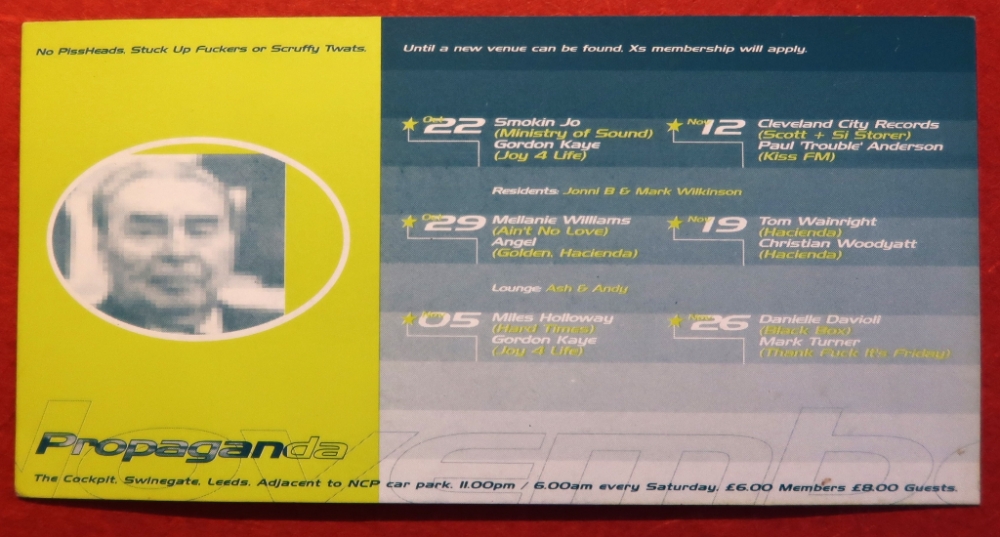 No PissHeads. Stuck Up Fuckers or Scruffy Twats.
Propaganda
Until a new venue can be found. Xs membership will apply.
Oct 22
Smokin Jo
(Ministry of Sound)
Gordon Kaye
(Joy 4 Life)
Nov 12
Cleveland City Records
(Scott + Si Storer)
Paul 'Trouble' Anderson
(Kiss FM)
Residents: Jonni B & Mark Wilkinson
Oct 29
Mellanie Williams
(Ain't No Love)
Angel
(Golden, Hacienda)
Nov 19
Tom Wainright
(Hacienda)
Christian Woodyatt
(Hacienda)
Lounge: Ash & Andy
Nov 05
Miles Holloway
(Hard Times)
Gordon Kaye
(Joy 4 Life)
Nov 26
Danielle Davioli
(Black Box)
Mark Turner
(Thank Fuck It's Friday)
The Cockpit, Swinegate, Leeds. Adjacent to NCP car park. 11.00pm / 6.00am every Saturday. £6.00 Members £8.00 Guests.